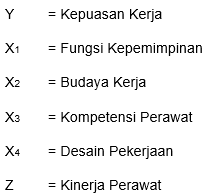 Y = Kepuasan Kerja
X1 = Fungsi Kepemimpinan
X2 = Budaya Kerja
X3 = Kompetensi Perawat
X4 = Desain Pekerjaan
Z = Kinerja Perawat